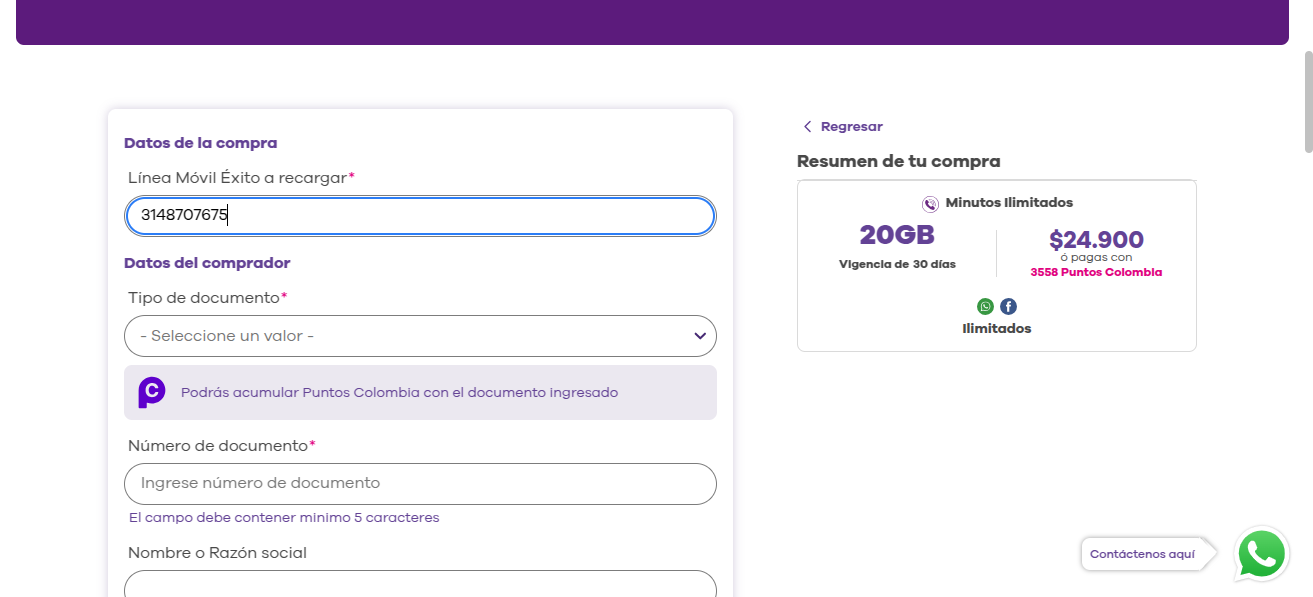 Datos de la compra
Línea Móvil Éxito a recargar*
3148707675
Datos del comprador
Tipo de documento*
- Seleccione un valor -
Podrás acumular Puntos Colombia con el documento ingresado
Número de documento*
Ingrese número de documento
El campo debe contener minimo 5 caracteres
Nombre o Razón social
Regresar
Resumen de tu compra
Minutos Ilimitados
20GB
Vigencia de 30 días
$24.900
ó pagas con
3558 Puntos Colombia
Ilimitados
Contáctenos aquí